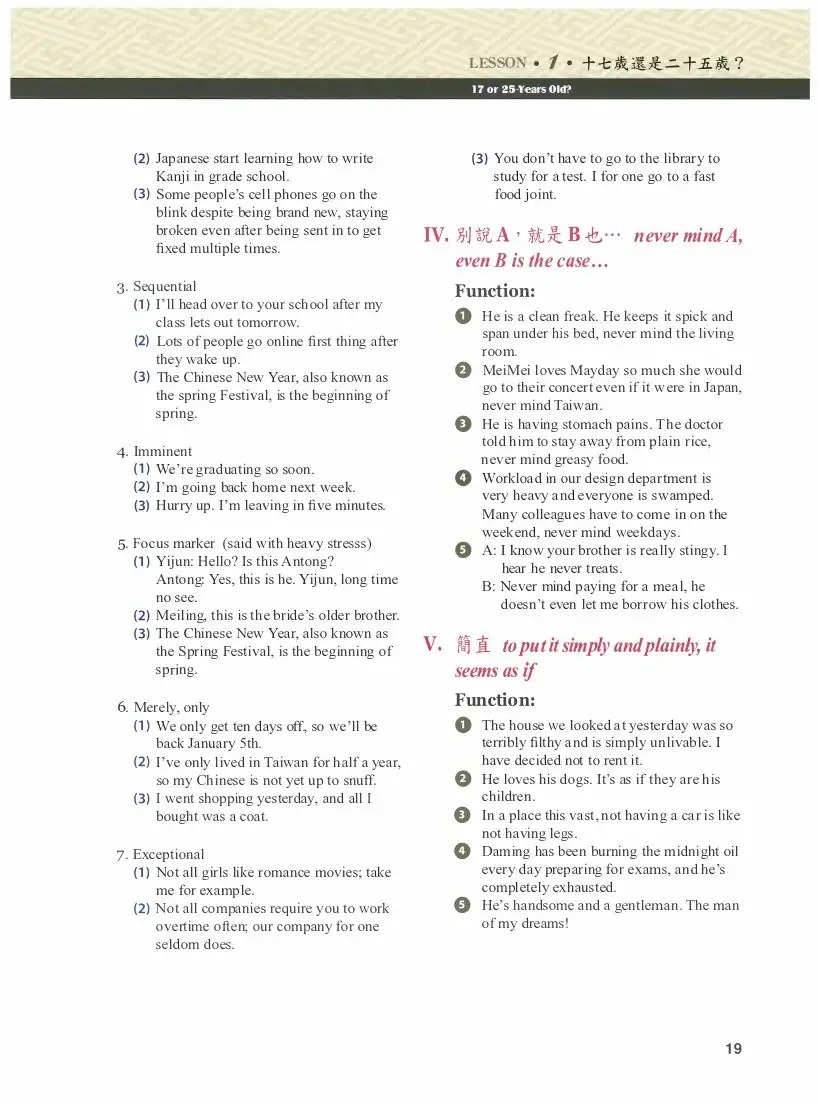 LESSON • 1 • 十七歲還是二十五歲？
17 or 25-Years Old?
(2) Japanese start learning how to write
Kanji in grade school.
(3) Some people's cell phones go on the
blink despite being brand new, staying
broken even after being sent in to get
fixed multiple times.
3. Sequential
(1) I'll head over to your school after my
class lets out tomorrow.
(2) Lots of people go online first thing after
they wake up.
(3) The Chinese New Year, also known as
the spring Festival, is the beginning of
spring.
4. Imminent
(1) We're graduating so soon.
(2) I'm going back home next week.
(3) Hurry up. I'm leaving in five minutes.
5. Focus marker (said with heavy stresss)
(1) Yijun: Hello? Is this Antong?
Antong: Yes, this is he. Yijun, long time
no see.
(2) Meiling, this is the bride's older brother.
(3) The Chinese New Year, also known as
the Spring Festival, is the beginning of
spring.
6. Merely, only
(1) We only get ten days off, so we'll be
back January 5th.
(2) I've only lived in Taiwan for half a year,
so my Chinese is not yet up to snuff.
(3) I went shopping yesterday, and all I
bought was a coat.
7. Exceptional
(1) Not all girls like romance movies; take
me for example.
(2) Not all companies require you to work
overtime often; our company for one
seldom does.
(3) You don't have to go to the library to
study for a test. I for one go to a fast
food joint.
IV. 別說 A，就是 B 也… never mind A,
even B is the case…
Function:
1 He is a clean freak. He keeps it spick and
span under his bed, never mind the living
room.
2 MeiMei loves Mayday so much she would
go to their concert even if it were in Japan,
never mind Taiwan.
3 He is having stomach pains. The doctor
told him to stay away from plain rice,
never mind greasy food.
4 Workload in our design department is
very heavy and everyone is swamped.
Many colleagues have to come in on the
weekend, never mind weekdays.
5 A: I know your brother is really stingy. I
hear he never treats.
B: Never mind paying for a meal, he
doesn't even let me borrow his clothes.
V. 簡直 to put it simply and plainly, it
seems as if
Function:
1 The house we looked at yesterday was so
terribly filthy and is simply unlivable. I
have decided not to rent it.
2 He loves his dogs. It's as if they are his
children.
3 In a place this vast, not having a car is like
not having legs.
4 Daming has been burning the midnight oil
every day preparing for exams, and he's
completely exhausted.
5 He's handsome and a gentleman. The man
of my dreams!
19